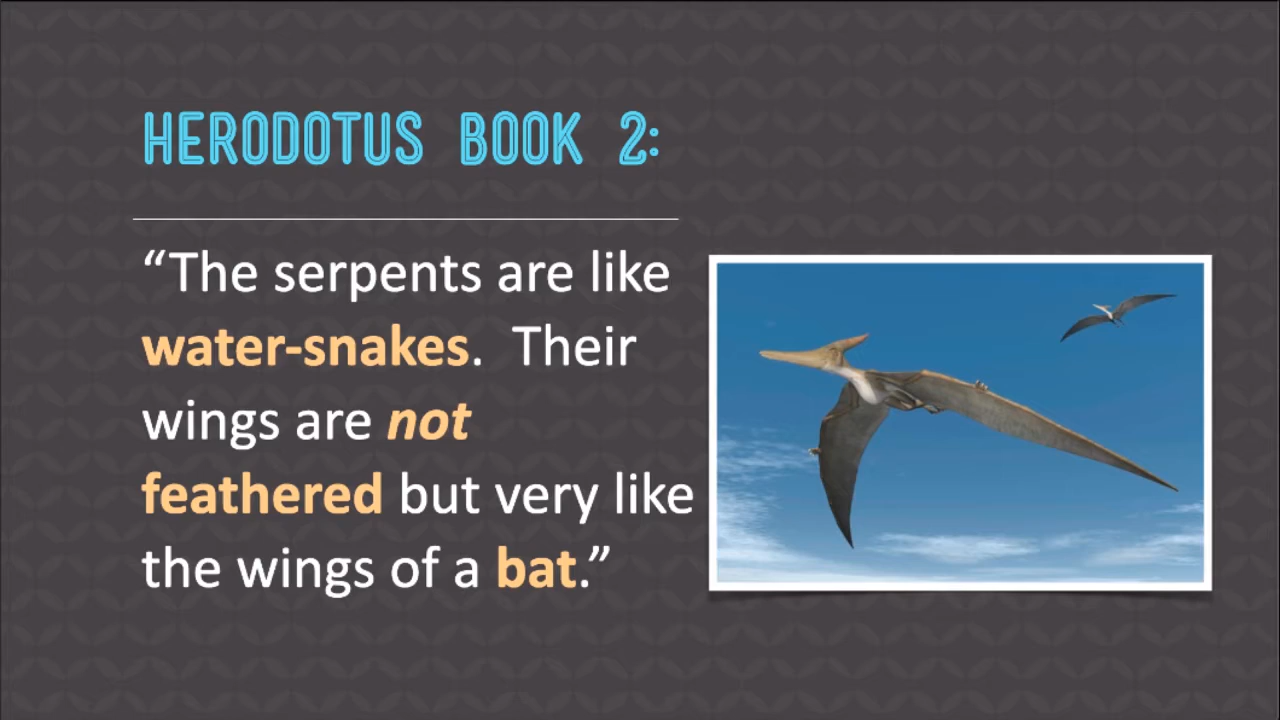 HERODOTUS BOOK 2:
“The serpents are like
water-snakes. Their
wings are not
feathered but very like
the wings of a bat.”